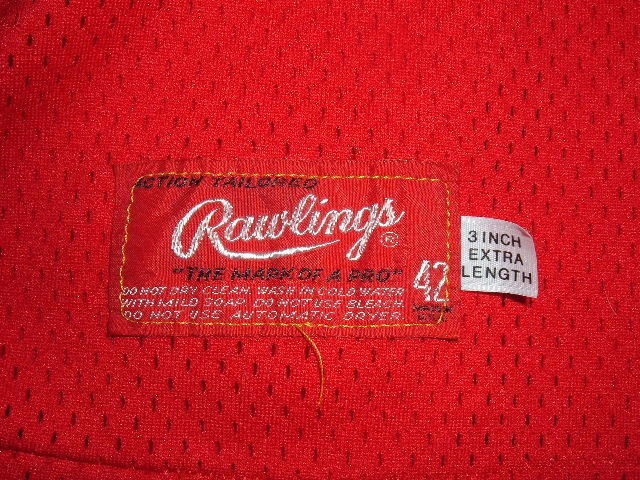 ACTION TAILORED
Rawlings®
"THE MARK OF A PRO"
42
DO NOT DRY CLEAN. WASH IN COLD WATER
WITH MILD SOAP. DO NOT USE BLEACH.
DO NOT USE AUTOMATIC DRYER.
3 INCH
EXTRA
LENGTH